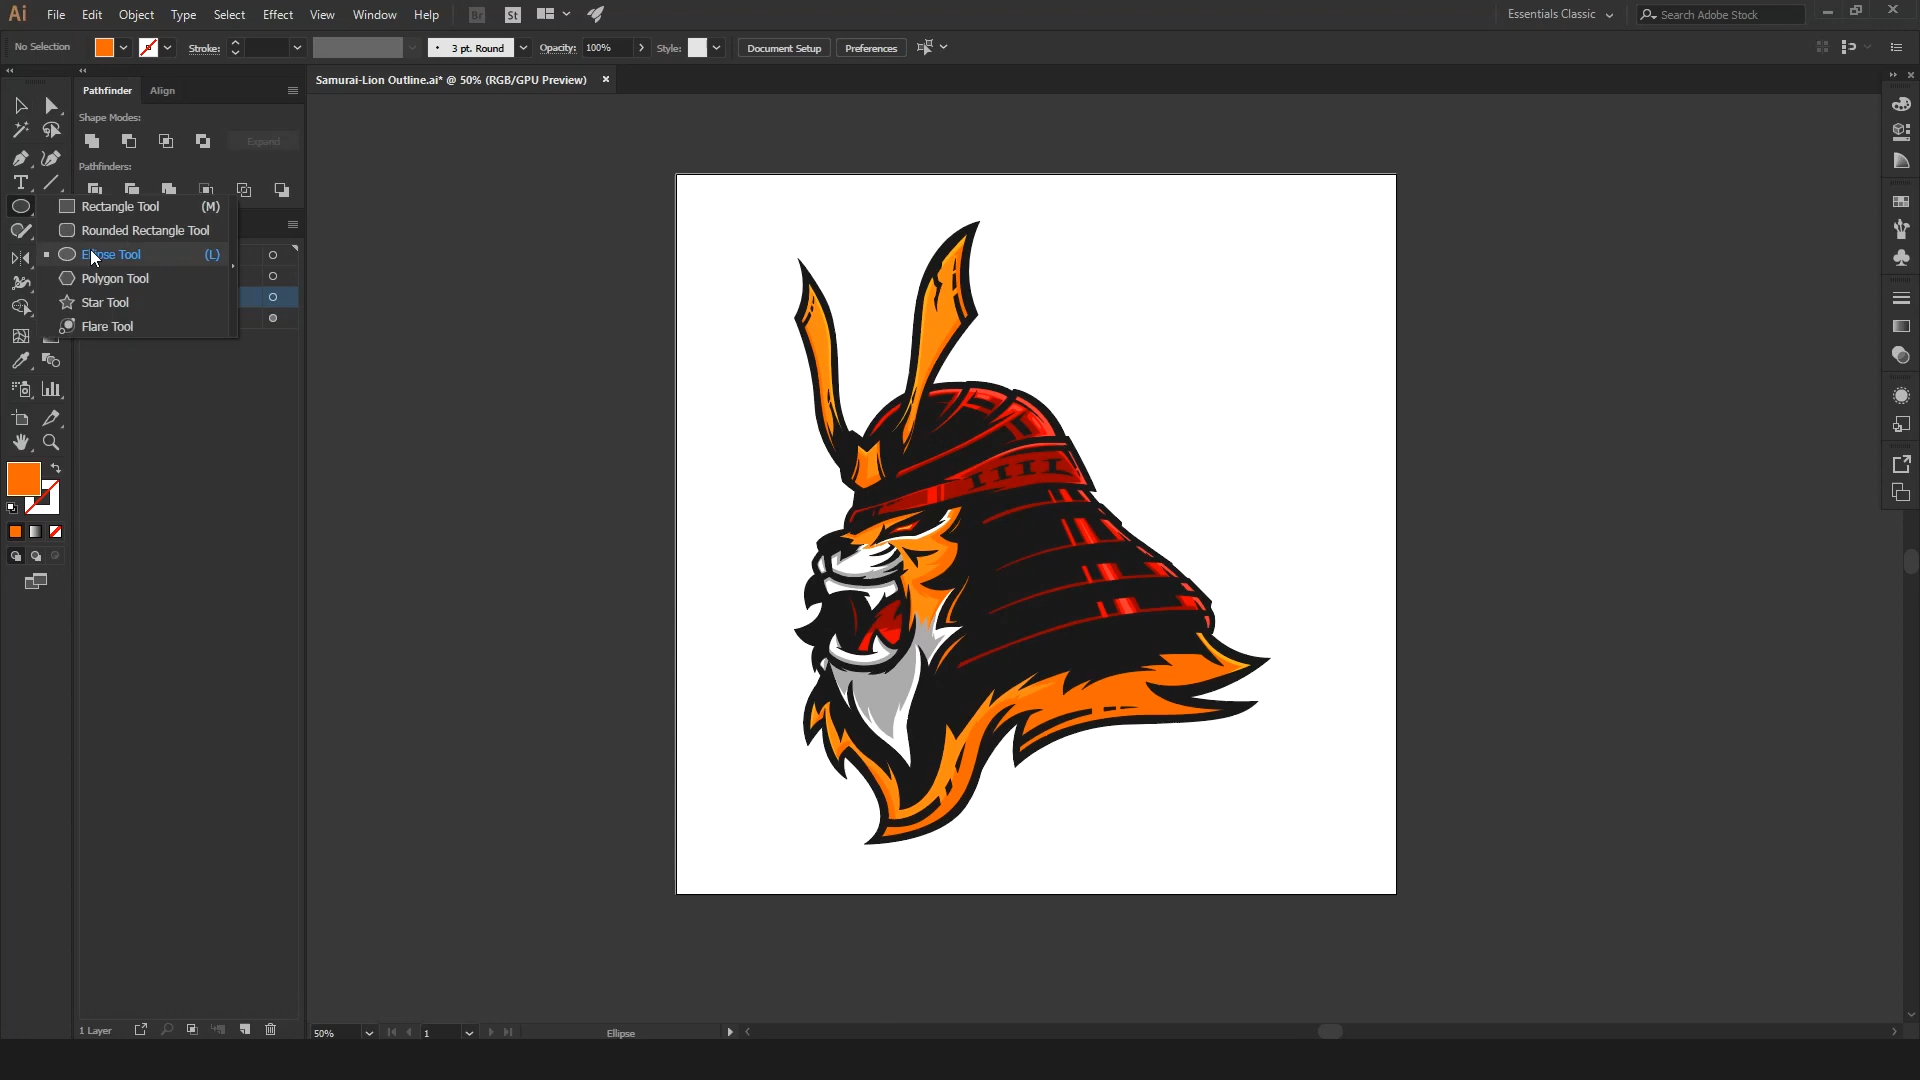 Ai File Edit Object Type Select Effect View Window Help Br St Essentials Classic Search Adobe Stock
No Selection Stroke: 3 pt. Round Opacity: 100% Style: Document Setup Preferences
Samurai-Lion Outline.ai* @ 50% (RGB/GPU Preview)
Pathfinder Align
Shape Modes:
Expand
Pathfinders:
Rectangle Tool (M)
Rounded Rectangle Tool
Ellipse Tool (L)
Polygon Tool
Star Tool
Flare Tool
1 Layer 50% 1 Ellipse